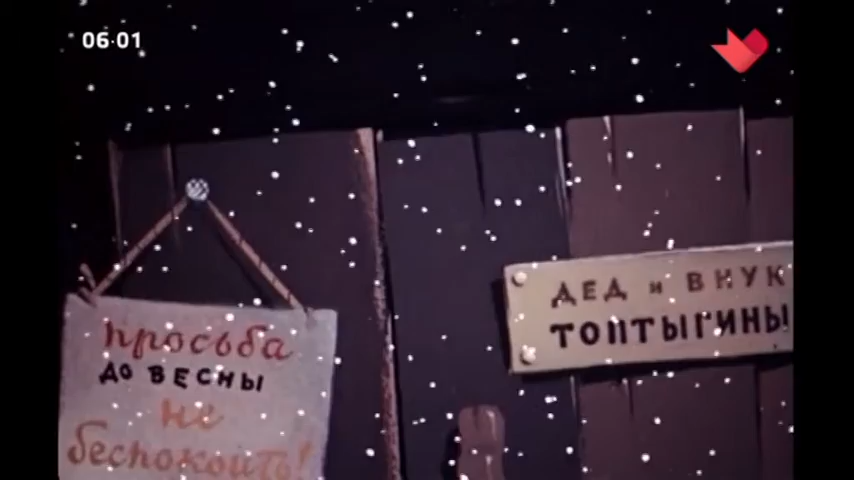 06:01
просьба
до весны
не
беспокоить!
ДЕД и ВНУК
ТОПТЫГИНЫ